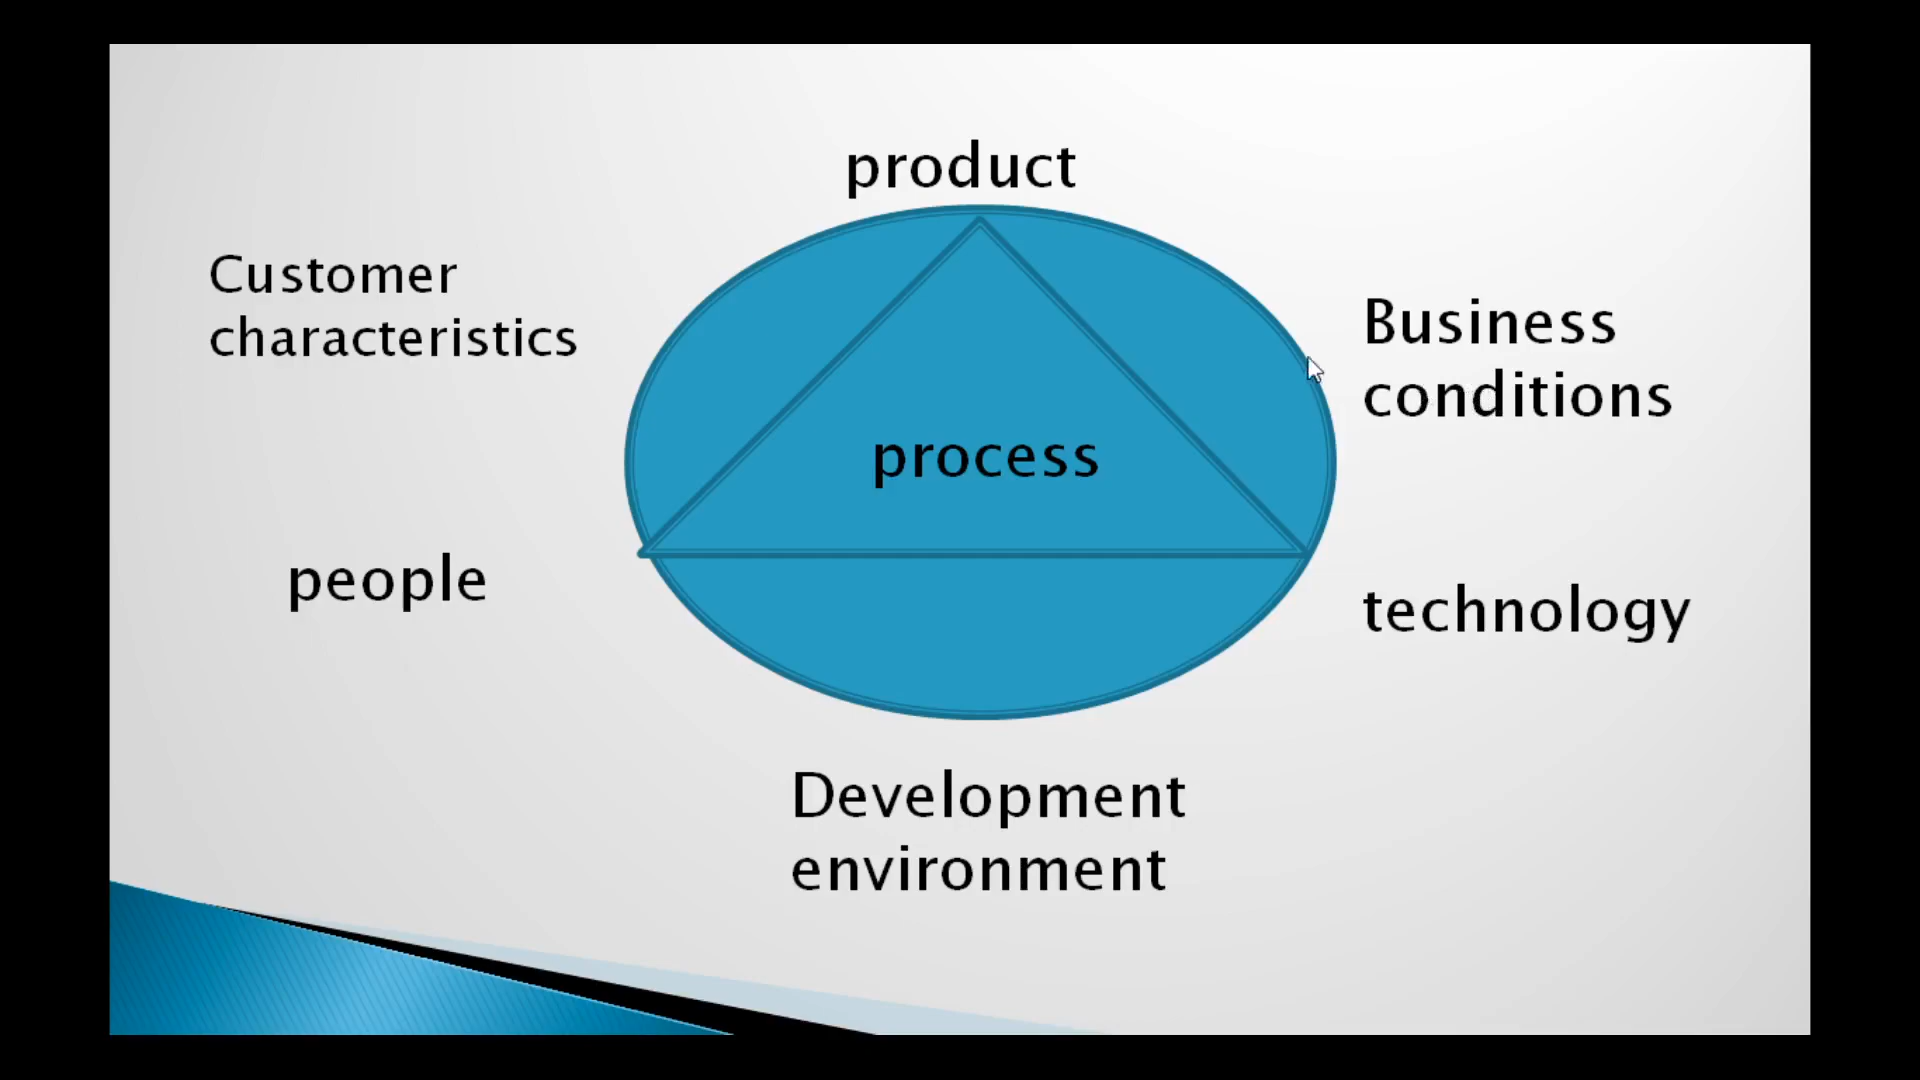 product
Customer
characteristics
Business
conditions
process
people
technology
Development
environment